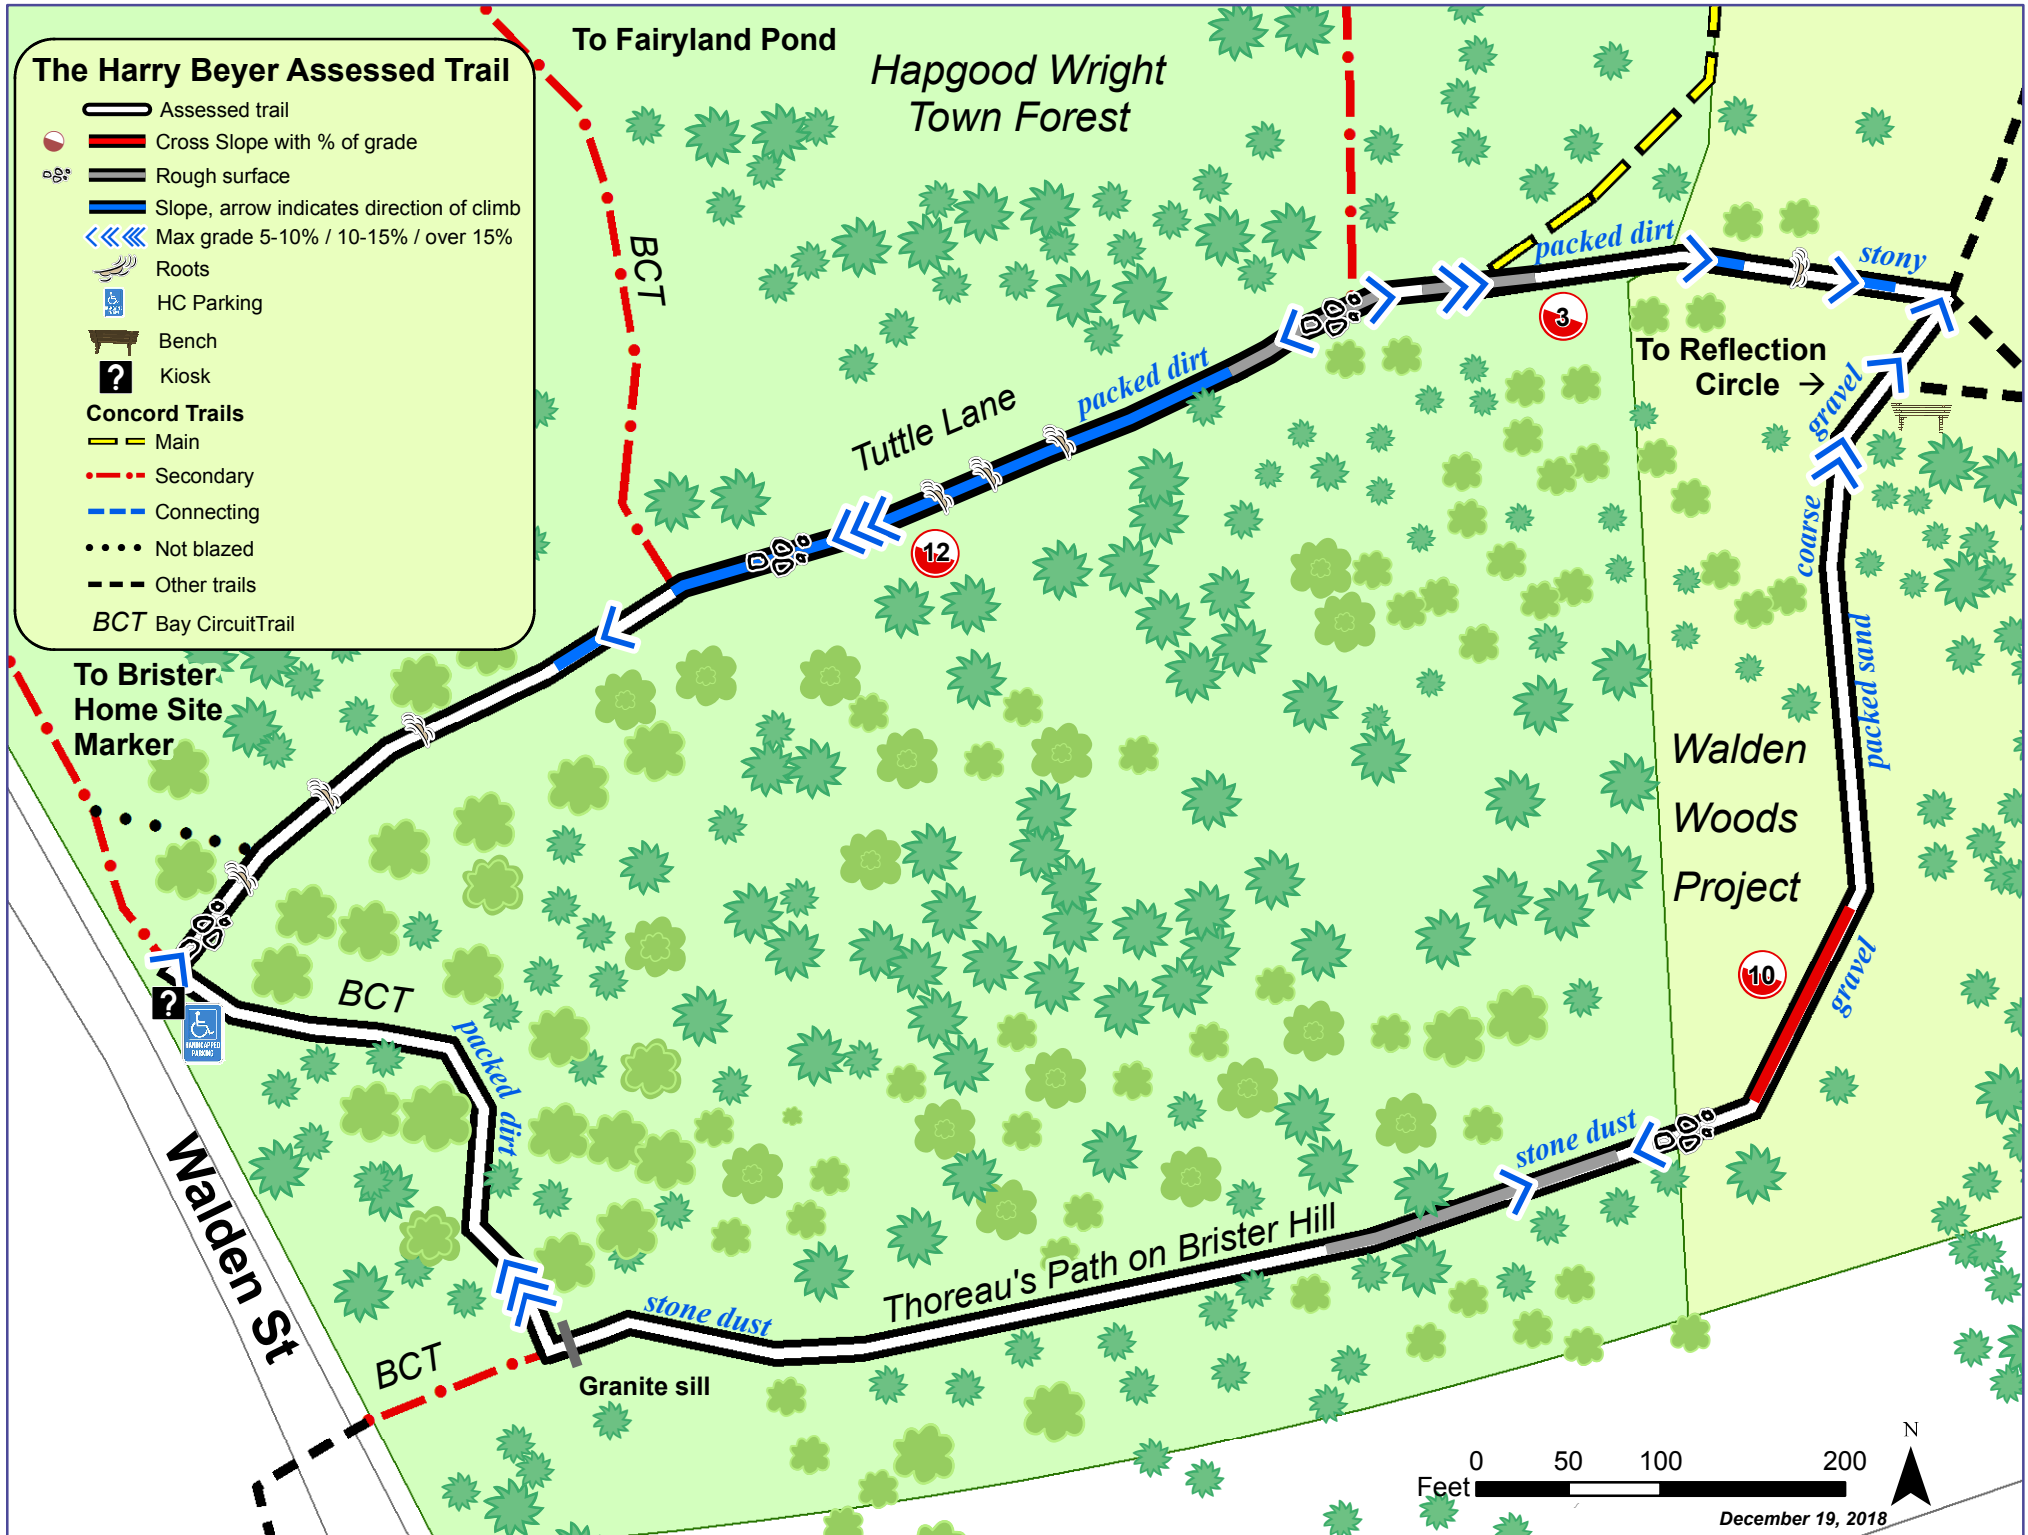 The Harry Beyer Assessed Trail
Assessed trail
Cross Slope with % of grade
Rough surface
Slope, arrow indicates direction of climb
Max grade 5-10% / 10-15% / over 15%
Roots
HC Parking
Bench
? Kiosk
Concord Trails
Main
Secondary
Connecting
Not blazed
Other trails
BCT Bay CircuitTrail
To Fairyland Pond
Hapgood Wright
Town Forest
BCT
packed dirt
stony
3
To Reflection
Circle →
gravel
coarse
packed dirt
Tuttle Lane
12
packed sand
To Brister
Home Site
Marker
Walden
Woods
Project
10
gravel
?
HANDICAPPED
PARKING
BCT
packed dirt
stone dust
Walden St
Thoreau's Path on Brister Hill
stone dust
BCT
Granite sill
N
0 50 100 200
Feet
December 19, 2018